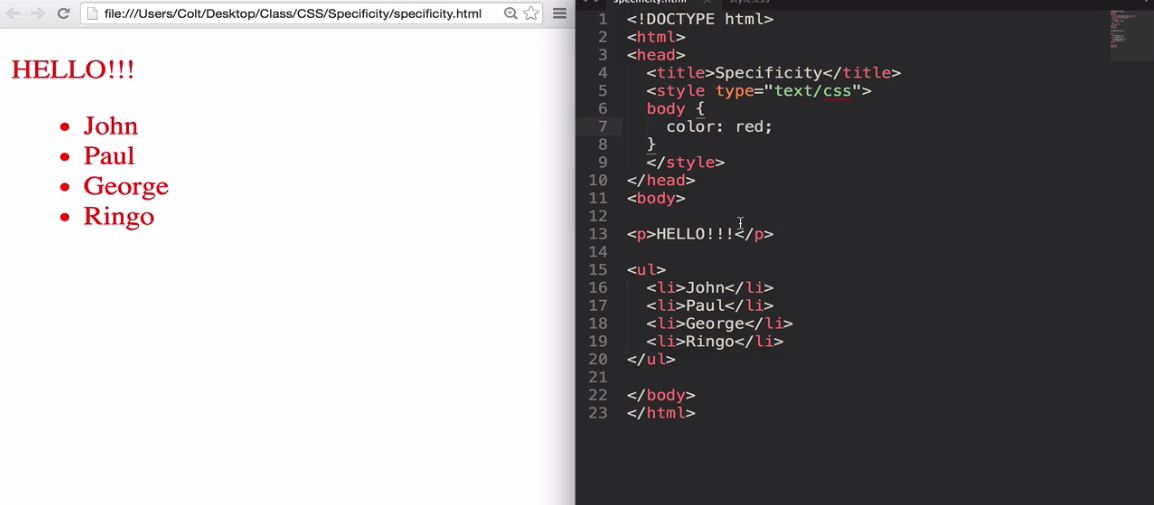 file:///Users/Colt/Desktop/Class/CSS/Specificity/specificity.html
HELLO!!!
• John
• Paul
• George
• Ringo
specificity.html style.css
1 <!DOCTYPE html>
2 <html>
3 <head>
4 <title>Specificity</title>
5 <style type="text/css">
6 body {
7 color: red;
8 }
9 </style>
10 </head>
11 <body>
12
13 <p>HELLO!!!</p>
14
15 <ul>
16 <li>John</li>
17 <li>Paul</li>
18 <li>George</li>
19 <li>Ringo</li>
20 </ul>
21
22 </body>
23 </html>